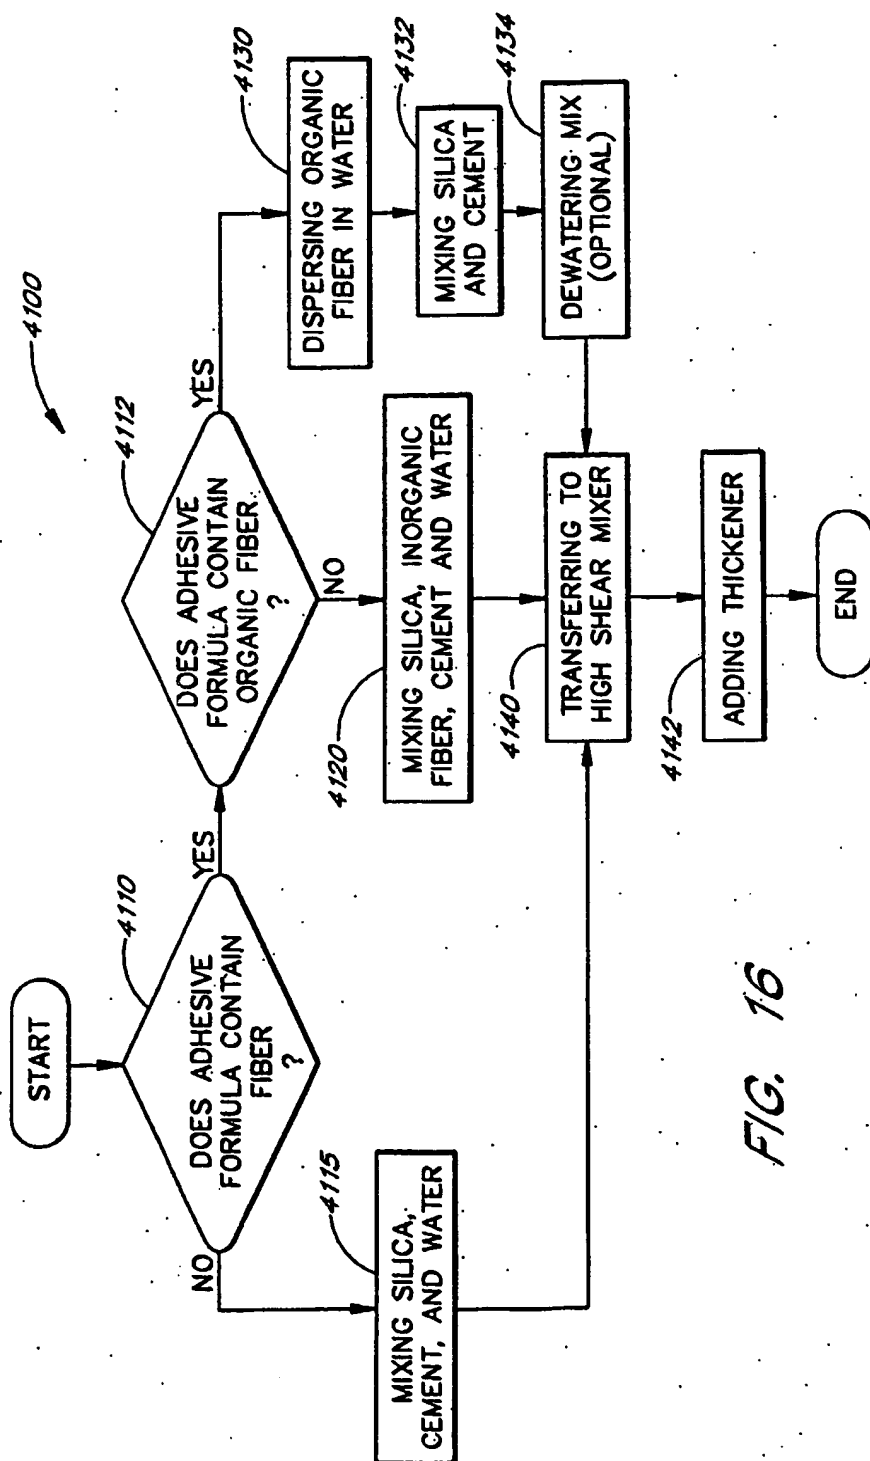 4100
START
4110
DOES ADHESIVE
FORMULA CONTAIN
FIBER
?
NO
YES
4112
DOES ADHESIVE
FORMULA CONTAIN
ORGANIC FIBER
?
YES
NO
4115
MIXING SILICA,
CEMENT, AND WATER
4120
MIXING SILICA, INORGANIC
FIBER, CEMENT AND WATER
4130
DISPERSING ORGANIC
FIBER IN WATER
4132
MIXING SILICA
AND CEMENT
4134
DEWATERING MIX
(OPTIONAL)
4140
TRANSFERRING TO
HIGH SHEAR MIXER
4142
ADDING THICKENER
END
FIG. 16